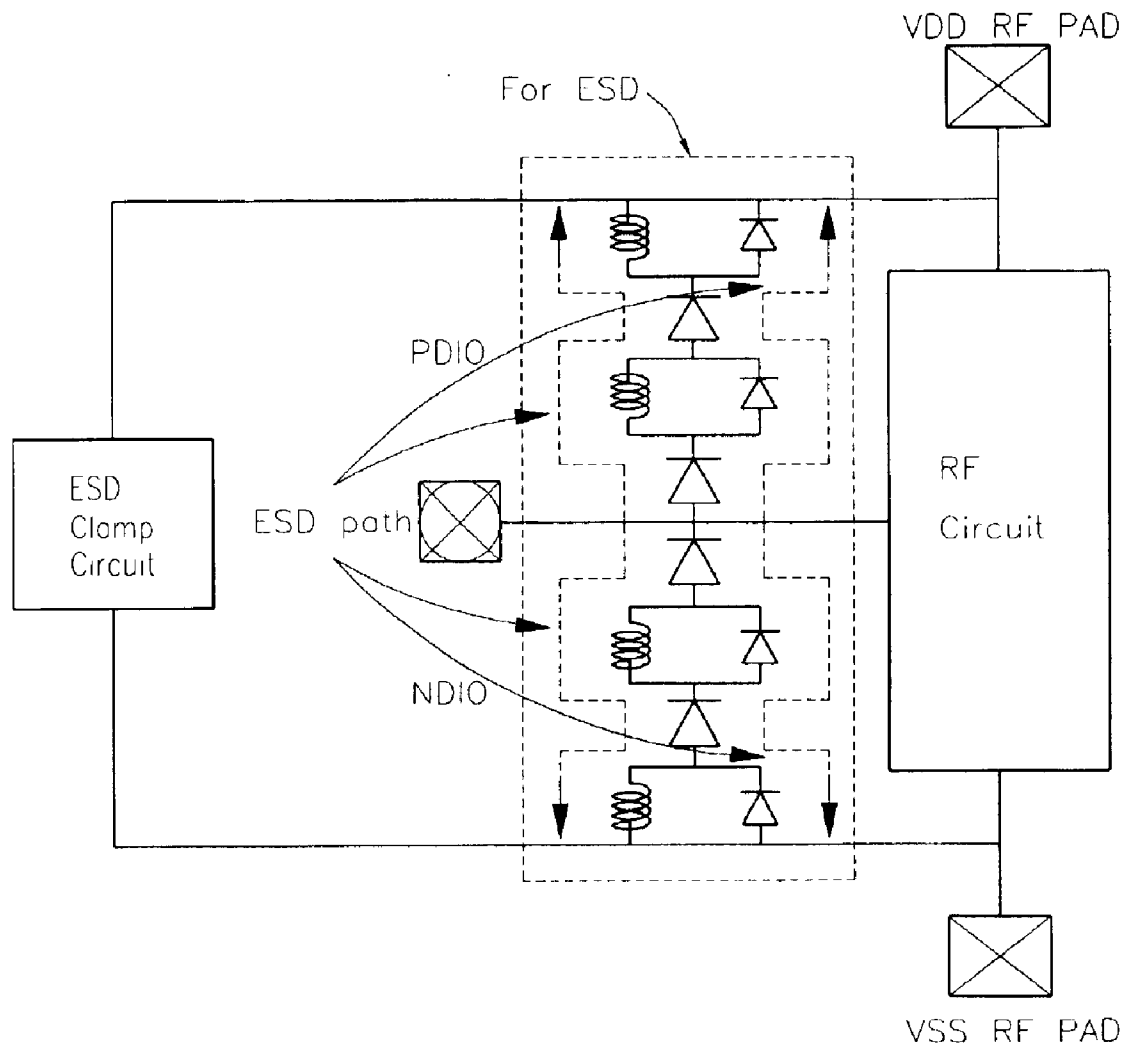 VDD RF PAD
For ESD
PDIO
ESD
Clamp
Circuit
ESD path
RF
Circuit
NDIO
VSS RF PAD